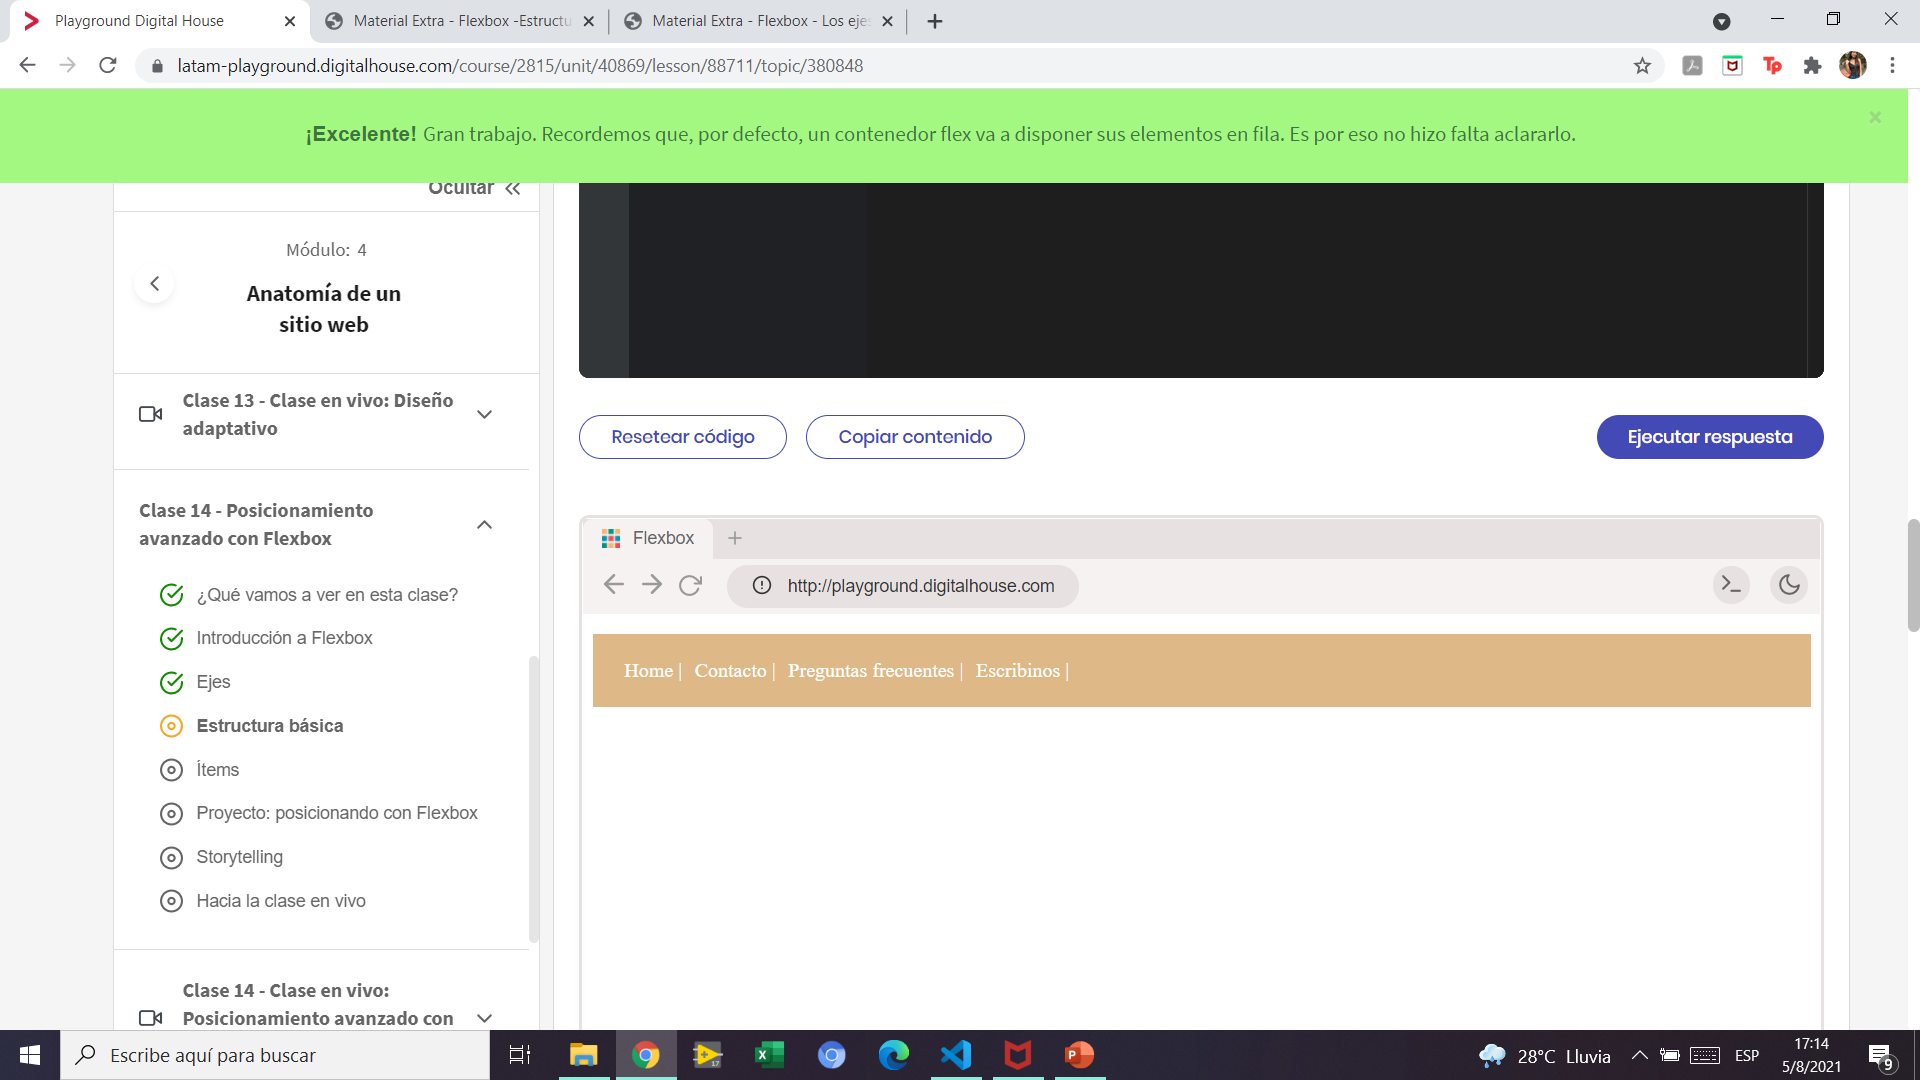 Playground Digital House
Material Extra - Flexbox -Estructu
Material Extra - Flexbox - Los eje
latam-playground.digitalhouse.com/course/2815/unit/40869/lesson/88711/topic/380848
¡Excelente! Gran trabajo. Recordemos que, por defecto, un contenedor flex va a disponer sus elementos en fila. Es por eso no hizo falta aclararlo.
Ocultar
Módulo: 4
Anatomía de un
sitio web
Clase 13 - Clase en vivo: Diseño
adaptativo
Clase 14 - Posicionamiento
avanzado con Flexbox
¿Qué vamos a ver en esta clase?
Introducción a Flexbox
Ejes
Estructura básica
Ítems
Proyecto: posicionando con Flexbox
Storytelling
Hacia la clase en vivo
Clase 14 - Clase en vivo:
Posicionamiento avanzado con
Resetear código
Copiar contenido
Ejecutar respuesta
Flexbox
http://playground.digitalhouse.com
Home | Contacto | Preguntas frecuentes | Escribinos |
Escribe aquí para buscar
28°C Lluvia
ESP
17:14
5/8/2021
9